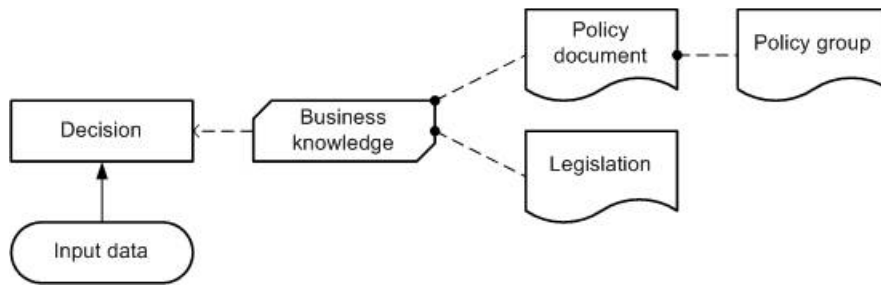 Policy
document
Policy group
Decision
Business
knowledge
Legislation
Input data